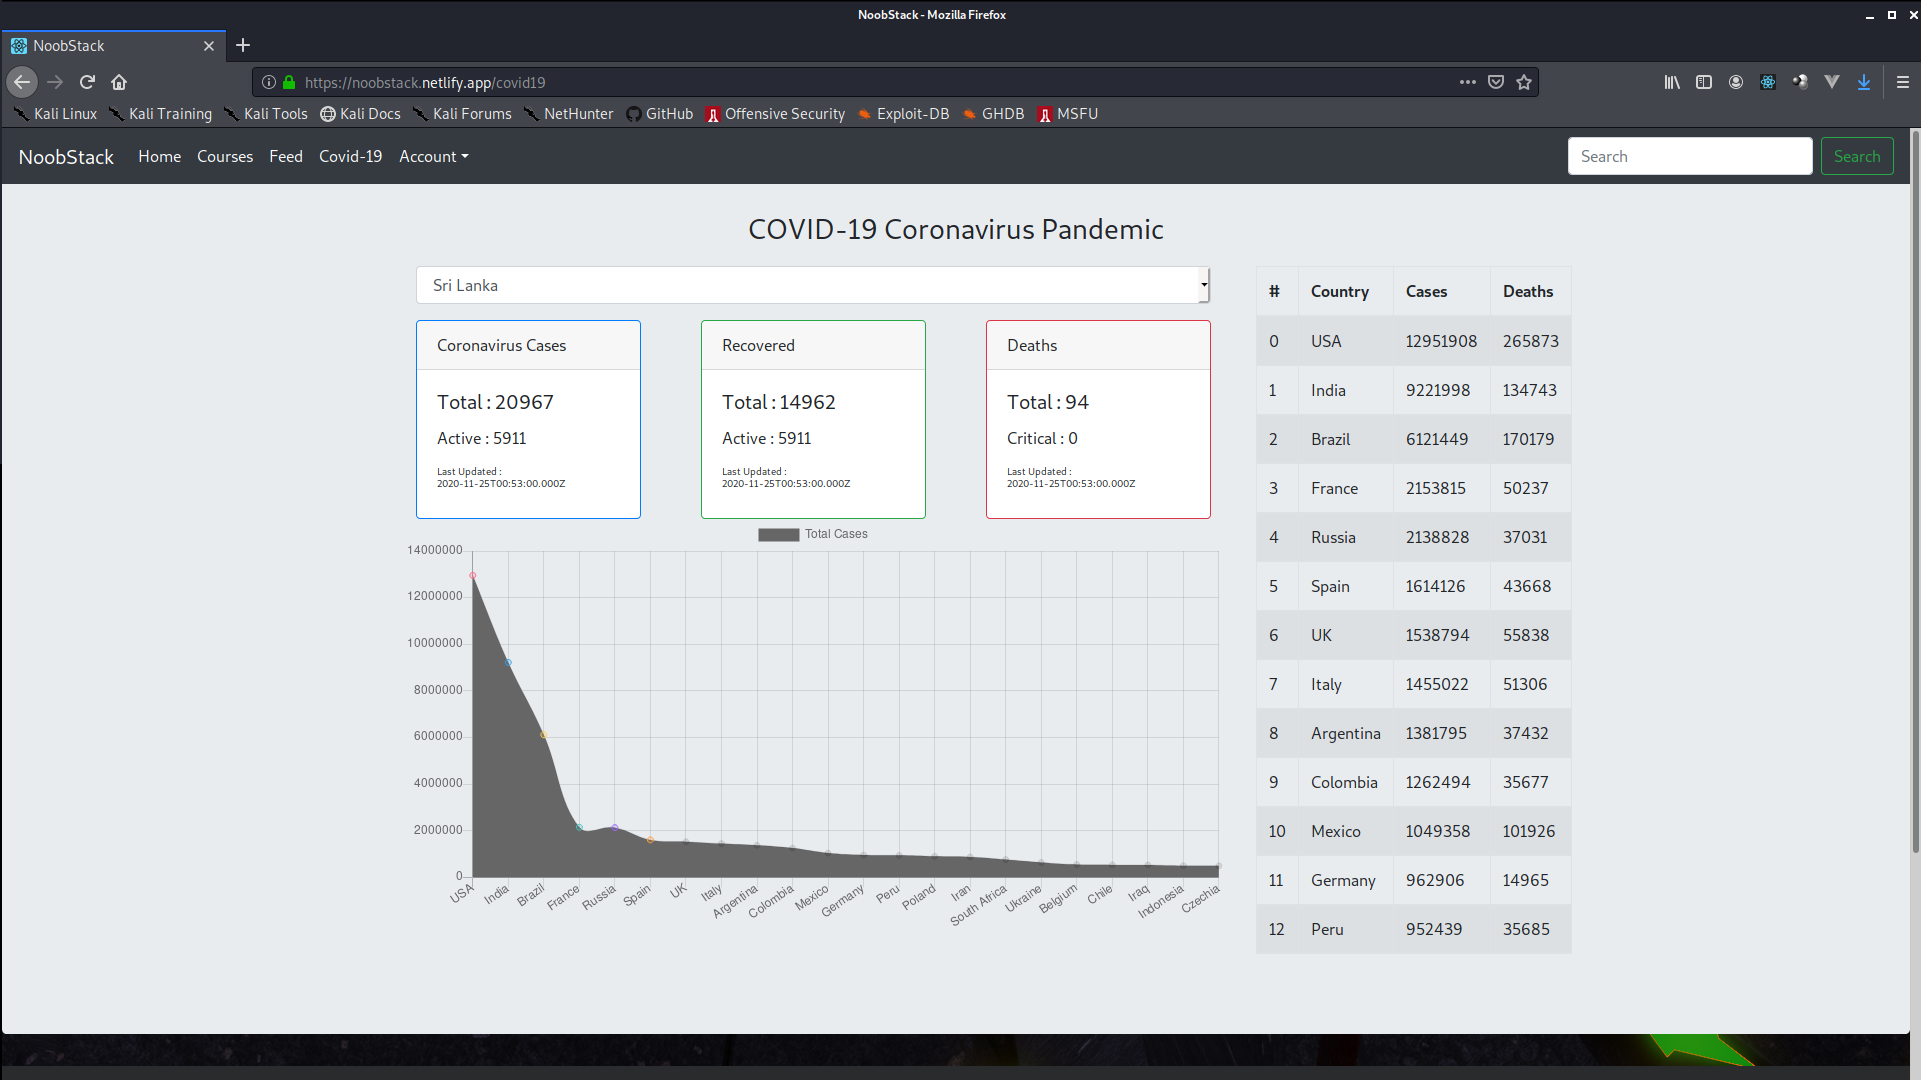 NoobStack - Mozilla Firefox
NoobStack
https://noobstack.netlify.app/covid19
Kali Linux Kali Training Kali Tools Kali Docs Kali Forums NetHunter GitHub Offensive Security Exploit-DB GHDB MSFU
NoobStack Home Courses Feed Covid-19 Account Search Search
COVID-19 Coronavirus Pandemic
Sri Lanka
Coronavirus Cases
Total : 20967
Active : 5911
Last Updated :
2020-11-25T00:53:00.000Z
Recovered
Total : 14962
Active : 5911
Last Updated :
2020-11-25T00:53:00.000Z
Deaths
Total : 94
Critical : 0
Last Updated :
2020-11-25T00:53:00.000Z
Total Cases
14000000
12000000
10000000
8000000
6000000
4000000
2000000
0
USA India Brazil France Russia Spain UK Italy Argentina Colombia Mexico Germany Peru Poland Iran South Africa Ukraine Belgium Chile Iraq Indonesia Czechia
# Country Cases Deaths
0 USA 12951908 265873
1 India 9221998 134743
2 Brazil 6121449 170179
3 France 2153815 50237
4 Russia 2138828 37031
5 Spain 1614126 43668
6 UK 1538794 55838
7 Italy 1455022 51306
8 Argentina 1381795 37432
9 Colombia 1262494 35677
10 Mexico 1049358 101926
11 Germany 962906 14965
12 Peru 952439 35685